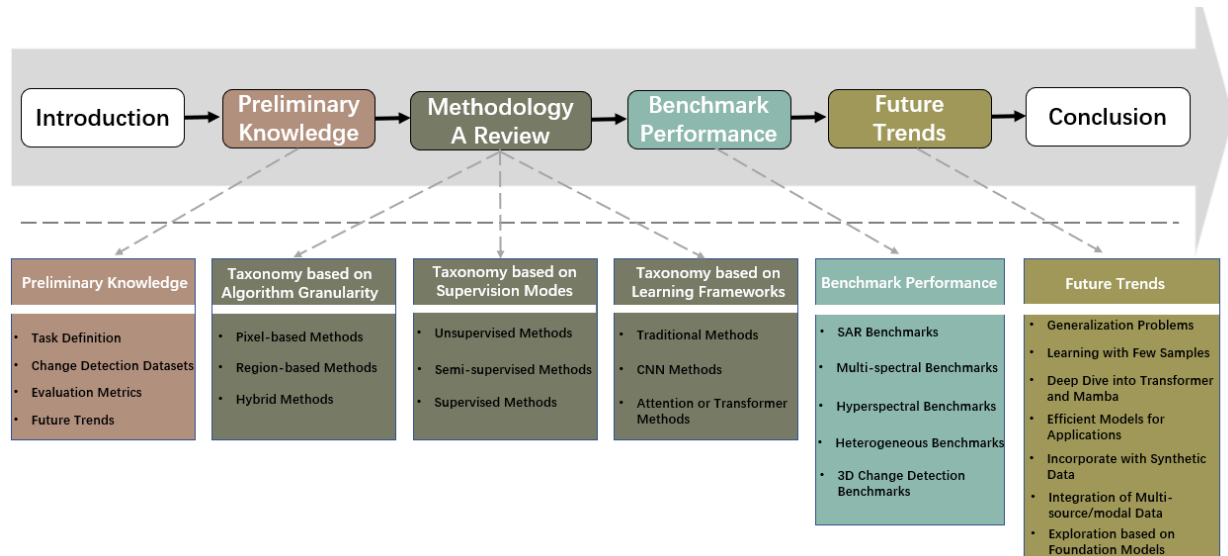 Introduction
Preliminary
Knowledge
Methodology
A Review
Benchmark
Performance
Future
Trends
Conclusion
Preliminary Knowledge
• Task Definition
• Change Detection Datasets
• Evaluation Metrics
• Future Trends
Taxonomy based on
Algorithm Granularity
• Pixel-based Methods
• Region-based Methods
• Hybrid Methods
Taxonomy based on
Supervision Modes
• Unsupervised Methods
• Semi-supervised Methods
• Supervised Methods
Taxonomy based on
Learning Frameworks
• Traditional Methods
• CNN Methods
• Attention or Transformer
Methods
Benchmark Performance
• SAR Benchmarks
• Multi-spectral Benchmarks
• Hyperspectral Benchmarks
• Heterogeneous Benchmarks
• 3D Change Detection
Benchmarks
Future Trends
• Generalization Problems
• Learning with Few Samples
• Deep Dive into Transformer
and Mamba
• Efficient Models for
Applications
• Incorporate with Synthetic
Data
• Integration of Multi-
source/modal Data
• Exploration based on
Foundation Models